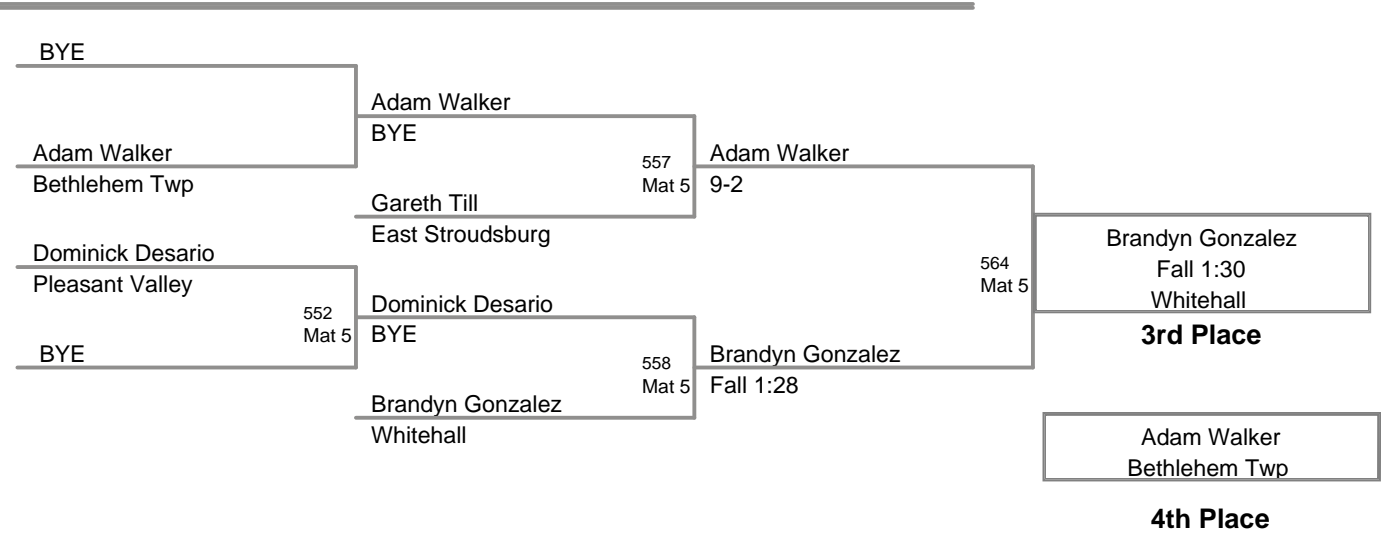 BYE
Adam Walker
BYE
Adam Walker
Bethlehem Twp
557
Mat 5
Adam Walker
9-2
Gareth Till
East Stroudsburg
Dominick Desario
Pleasant Valley
552
Mat 5
Dominick Desario
BYE
BYE
558
Mat 5
Brandyn Gonzalez
Fall 1:28
Brandyn Gonzalez
Whitehall
564
Mat 5
Brandyn Gonzalez
Fall 1:30
Whitehall
3rd Place
Adam Walker
Bethlehem Twp
4th Place